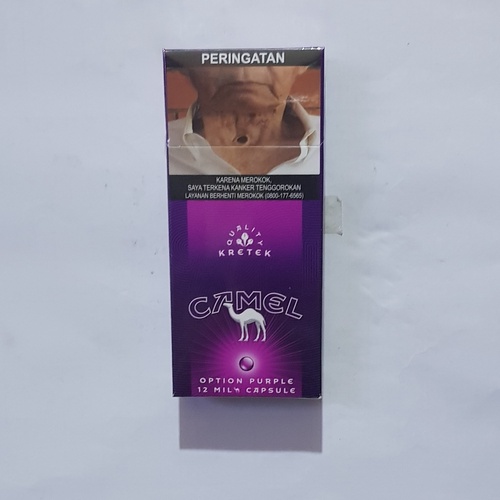 PERINGATAN
KARENA MEROKOK,
SAYA TERKENA KANKER TENGGOROKAN
LAYANAN BERHENTI MEROKOK (0800-177-6565)
QUALITY
KRETEK
CAMEL
OPTION PURPLE
12 MILD CAPSULE